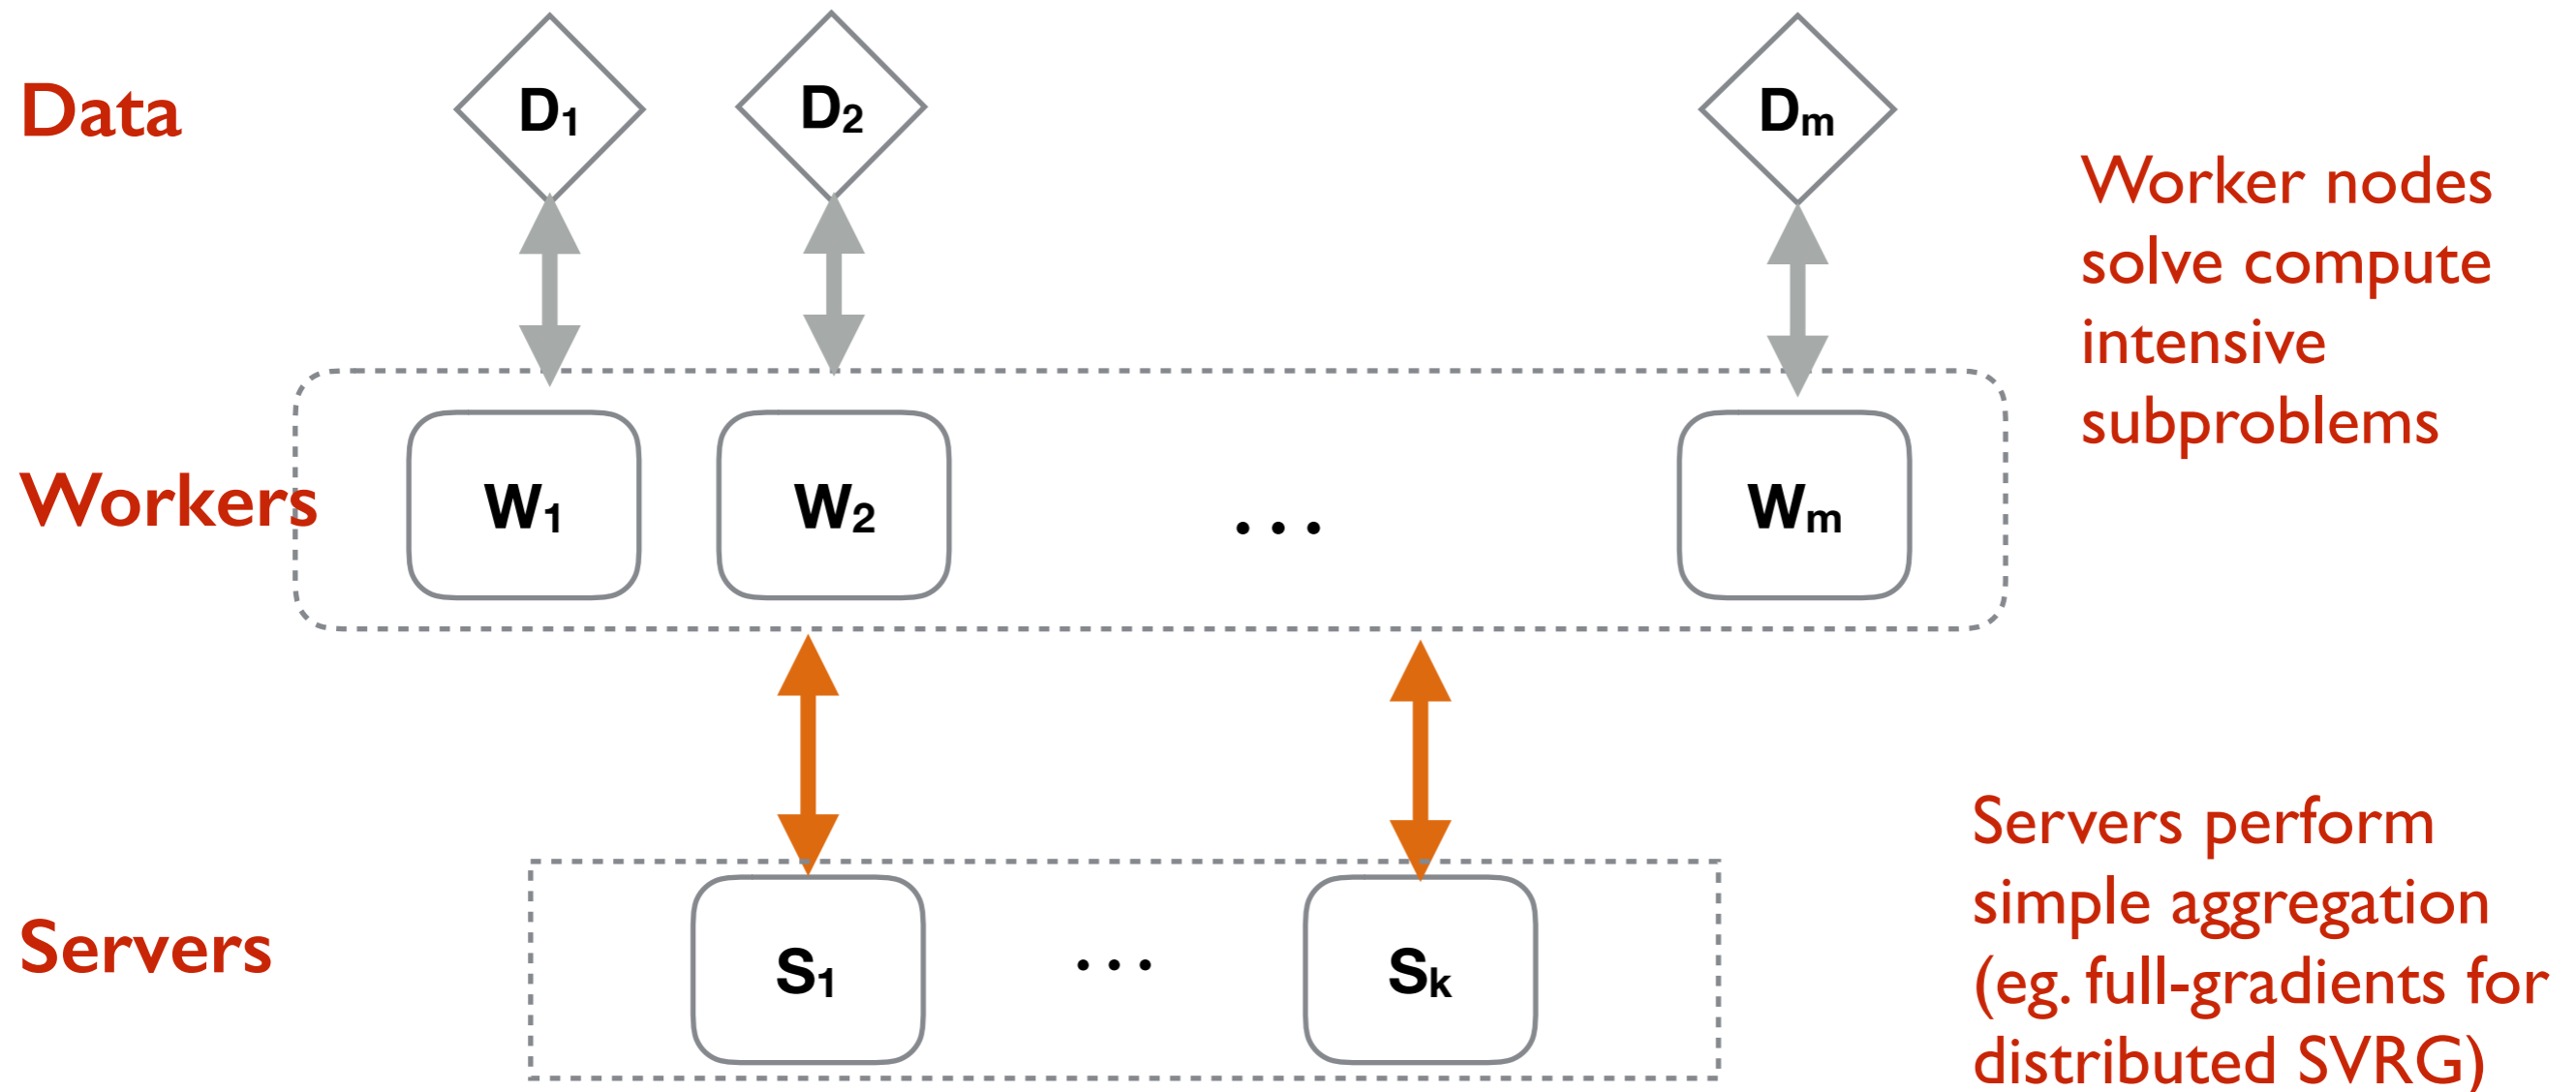 Data
D₁
D₂
Dₘ
Worker nodes
solve compute
intensive
subproblems
Workers
W₁
W₂
...
Wₘ
Servers
S₁
...
Sₖ
Servers perform
simple aggregation
(eg. full-gradients for
distributed SVRG)